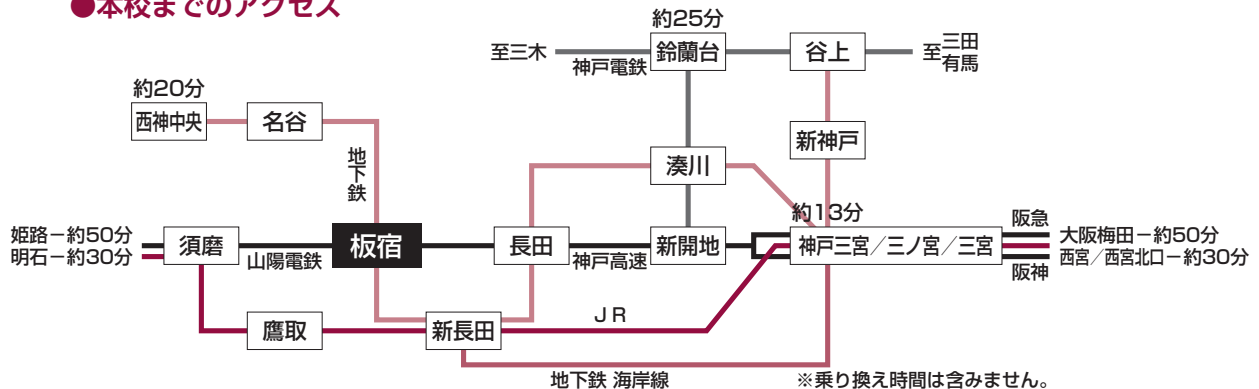 ●本校までのアクセス
約25分
至三木
鈴蘭台
谷上
至三田
有馬
神戸電鉄
約20分
西神中央
名谷
新神戸
地下鉄
湊川
約13分
姫路－約50分
明石－約30分
須磨
板宿
長田
新開地
神戸三宮／三ノ宮／三宮
阪急
大阪梅田－約50分
西宮／西宮北口－約30分
阪神
山陽電鉄
神戸高速
鷹取
新長田
ＪＲ
地下鉄 海岸線
※乗り換え時間は含みません。